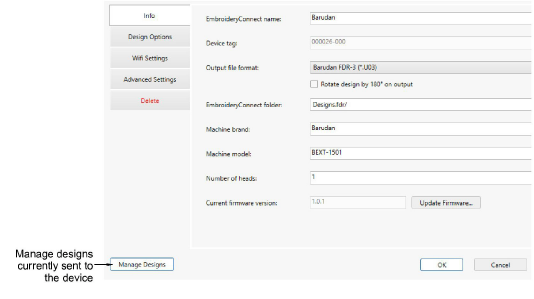 Info
Design Options
Wifi Settings
Advanced Settings
Delete
EmbroideryConnect name: Barudan
Device tag: 000026-000
Output file format: Barudan FDR-3 (*.U03)
Rotate design by 180° on output
EmbroideryConnect folder: Designs.fdr/
Machine brand: Barudan
Machine model: BEXT-1501
Number of heads: 1
Current firmware version: 1.0.1 Update Firmware...
Manage designs
currently sent to
the device
Manage Designs
OK Cancel